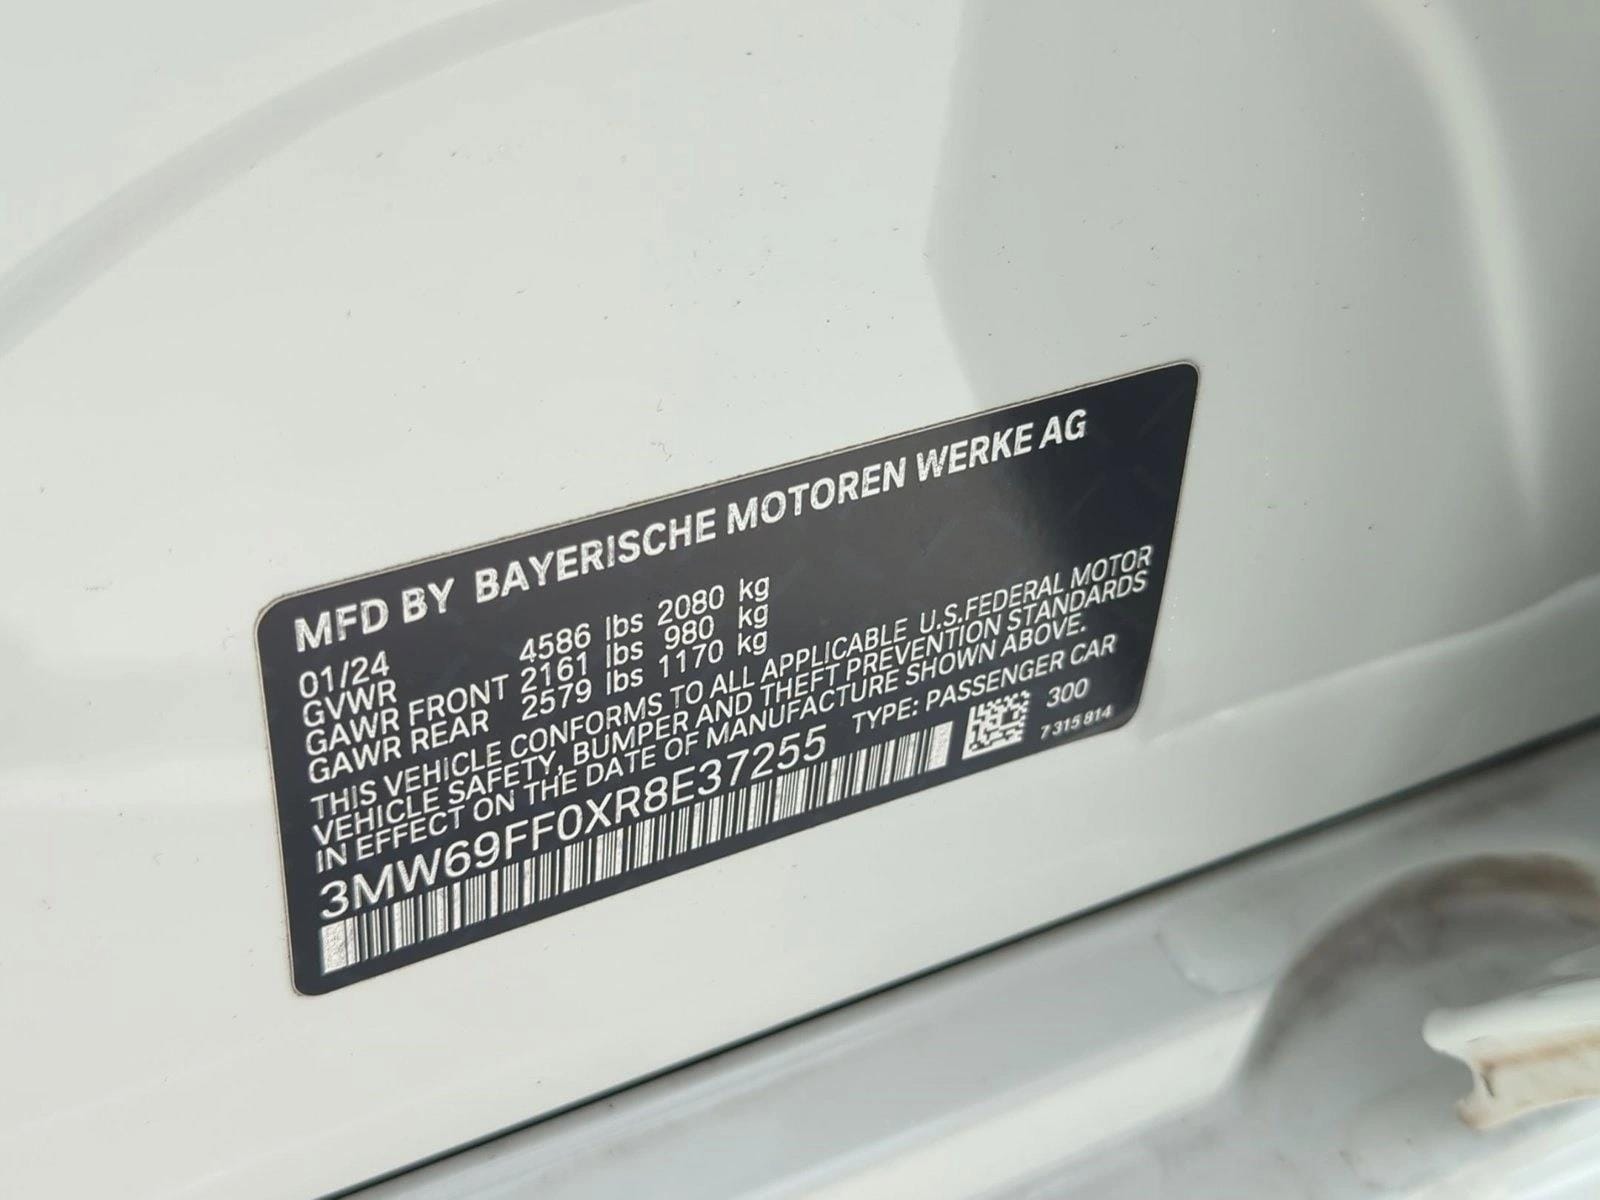 MFD BY BAYERISCHE MOTOREN WERKE AG
01/24
GVWR 4586 lbs 2080 kg
GAWR FRONT 2161 lbs 980 kg
GAWR REAR 2579 lbs 1170 kg
THIS VEHICLE CONFORMS TO ALL APPLICABLE U.S.FEDERAL MOTOR
VEHICLE SAFETY, BUMPER AND THEFT PREVENTION STANDARDS
IN EFFECT ON THE DATE OF MANUFACTURE SHOWN ABOVE.
3MW69FF0XR8E37255 TYPE: PASSENGER CAR
300
7 315 814